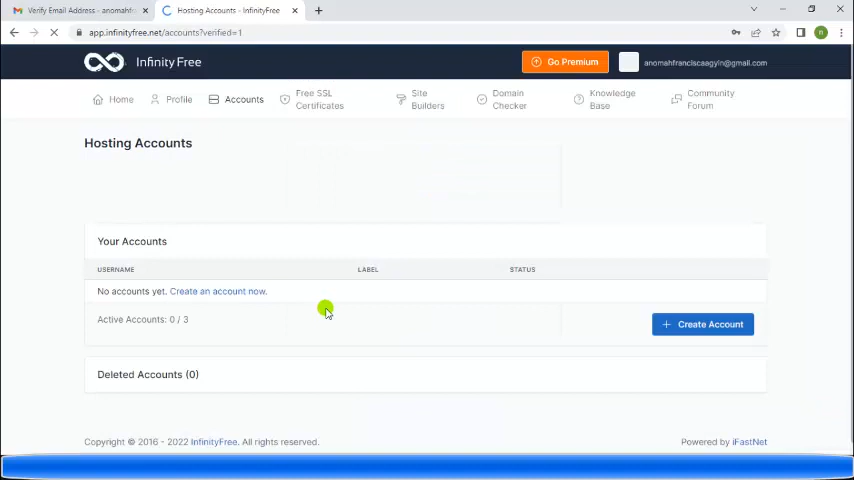 Verify Email Address - anomahfr
Hosting Accounts - InfinityFree
app.infinityfree.net/accounts?verified=1
n
InfinityFree
Go Premium
anomahfranciscaagyin@gmail.com
Home
Profile
Accounts
Free SSL
Certificates
Site
Builders
Domain
Checker
Knowledge
Base
Community
Forum
Hosting Accounts
Your Accounts
USERNAME LABEL STATUS
No accounts yet. Create an account now.
Active Accounts: 0 / 3
+ Create Account
Deleted Accounts (0)
Copyright © 2016 - 2022 InfinityFree. All rights reserved.
Powered by iFastNet